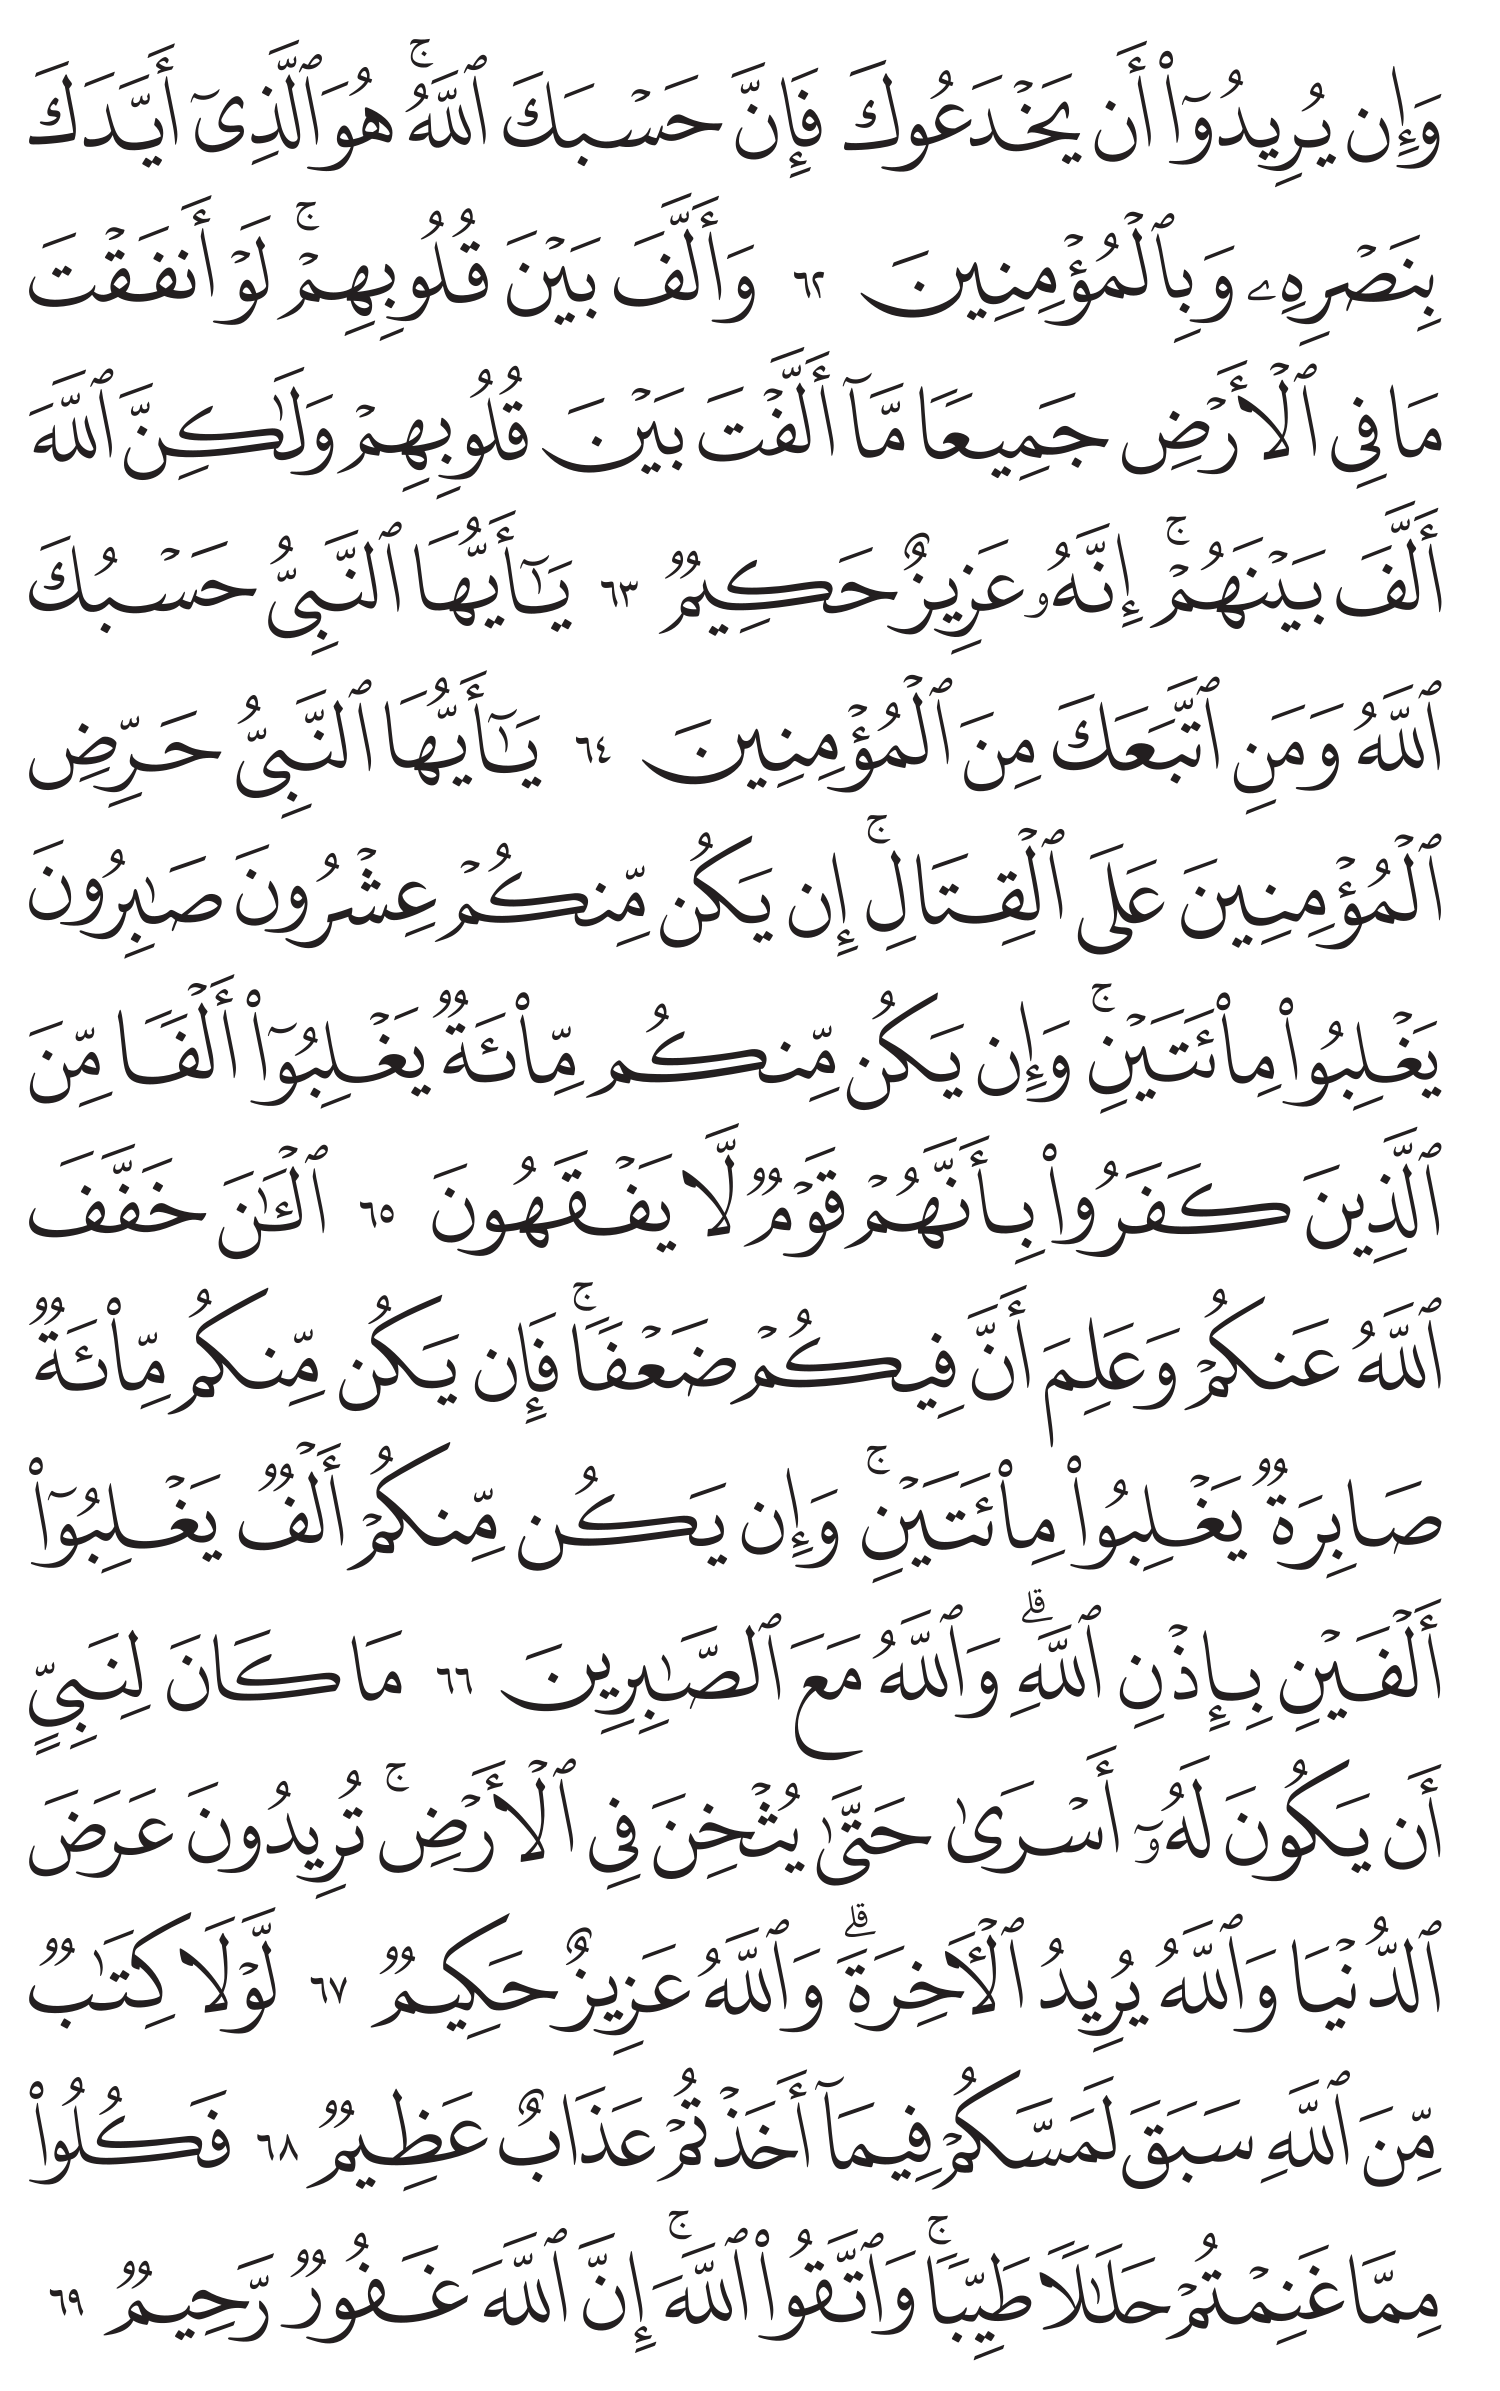 وَإِن يُرِيدُوٓا۟ أَن يَخْدَعُوكَ فَإِنَّ حَسْبَكَ ٱللَّهُ ۚ هُوَ ٱلَّذِىٓ أَيَّدَكَ
بِنَصْرِهِۦ وَبِٱلْمُؤْمِنِينَ ٦٢ وَأَلَّفَ بَيْنَ قُلُوبِهِمْ ۚ لَوْ أَنفَقْتَ
مَا فِى ٱلْأَرْضِ جَمِيعًا مَّآ أَلَّفْتَ بَيْنَ قُلُوبِهِمْ وَلَـٰكِنَّ ٱللَّهَ
أَلَّفَ بَيْنَهُمْ ۚ إِنَّهُۥ عَزِيزٌ حَكِيمٌ ٦٣ يَـٰٓأَيُّهَا ٱلنَّبِىُّ حَسْبُكَ
ٱللَّهُ وَمَنِ ٱتَّبَعَكَ مِنَ ٱلْمُؤْمِنِينَ ٦٤ يَـٰٓأَيُّهَا ٱلنَّبِىُّ حَرِّضِ
ٱلْمُؤْمِنِينَ عَلَى ٱلْقِتَالِ ۚ إِن يَكُن مِّنكُمْ عِشْرُونَ صَـٰبِرُونَ
يَغْلِبُوا۟ مِا۟ئَتَيْنِ ۚ وَإِن يَكُن مِّنكُم مِّا۟ئَةٌ يَغْلِبُوٓا۟ أَلْفًا مِّنَ
ٱلَّذِينَ كَفَرُوا۟ بِأَنَّهُمْ قَوْمٌ لَّا يَفْقَهُونَ ٦٥ ٱلْـَٔـٰنَ خَفَّفَ
ٱللَّهُ عَنكُمْ وَعَلِمَ أَنَّ فِيكُمْ ضَعْفًا ۚ فَإِن يَكُن مِّنكُم مِّا۟ئَةٌ
صَابِرَةٌ يَغْلِبُوا۟ مِا۟ئَتَيْنِ ۚ وَإِن يَكُن مِّنكُمْ أَلْفٌ يَغْلِبُوٓا۟
أَلْفَيْنِ بِإِذْنِ ٱللَّهِ ۗ وَٱللَّهُ مَعَ ٱلصَّـٰبِرِينَ ٦٦ مَا كَانَ لِنَبِىٍّ
أَن يَكُونَ لَهُۥٓ أَسْرَىٰ حَتَّىٰ يُثْخِنَ فِى ٱلْأَرْضِ ۚ تُرِيدُونَ عَرَضَ
ٱلدُّنْيَا وَٱللَّهُ يُرِيدُ ٱلْـَٔاخِرَةَ ۗ وَٱللَّهُ عَزِيزٌ حَكِيمٌ ٦٧ لَّوْلَا كِتَـٰبٌ
مِّنَ ٱللَّهِ سَبَقَ لَمَسَّكُمْ فِيمَآ أَخَذْتُمْ عَذَابٌ عَظِيمٌ ٦٨ فَكُلُوا۟
مِمَّا غَنِمْتُمْ حَلَـٰلًا طَيِّبًا ۚ وَٱتَّقُوا۟ ٱللَّهَ ۚ إِنَّ ٱللَّهَ غَفُورٌ رَّحِيمٌ ٦٩